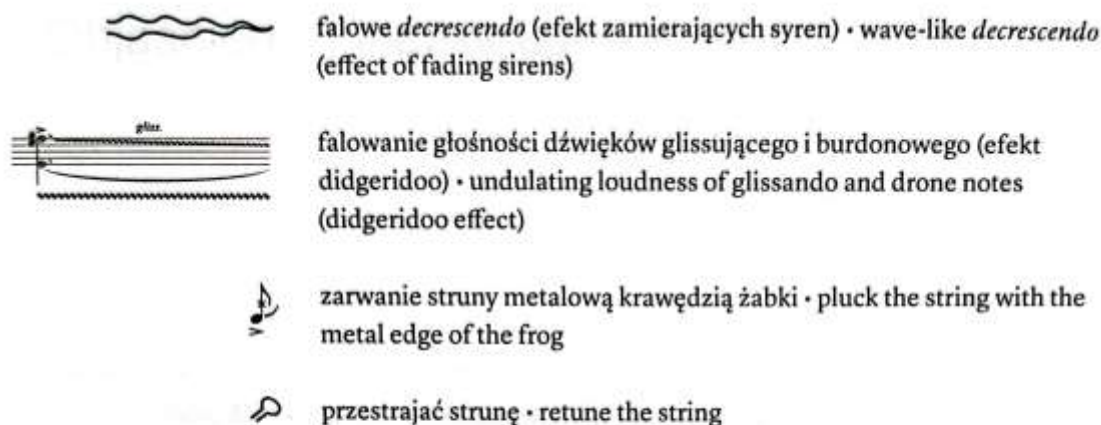 falowe decrescendo (efekt zamierających syren) · wave-like decrescendo
(effect of fading sirens)
gliss.
falowanie głośności dźwięków glissującego i burdonowego (efekt
didgeridoo) · undulating loudness of glissando and drone notes
(didgeridoo effect)
zarwanie struny metalową krawędzią żabki · pluck the string with the
metal edge of the frog
przestrajać strunę · retune the string